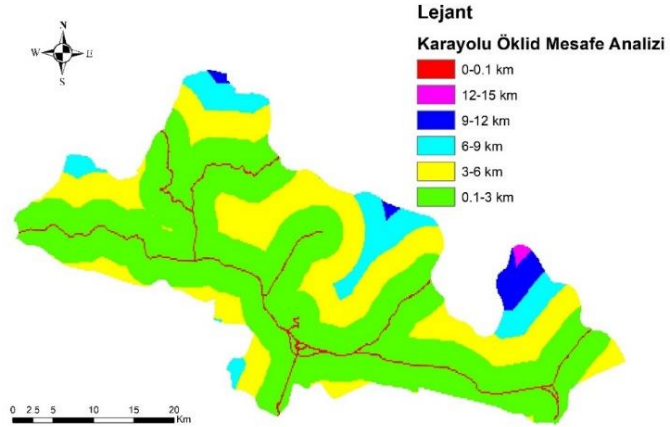 Lejant
Karayolu Öklid Mesafe Analizi
0-0.1 km
12-15 km
9-12 km
6-9 km
3-6 km
0.1-3 km
N
W E
S
0 2.5 5 10 15 20
Km